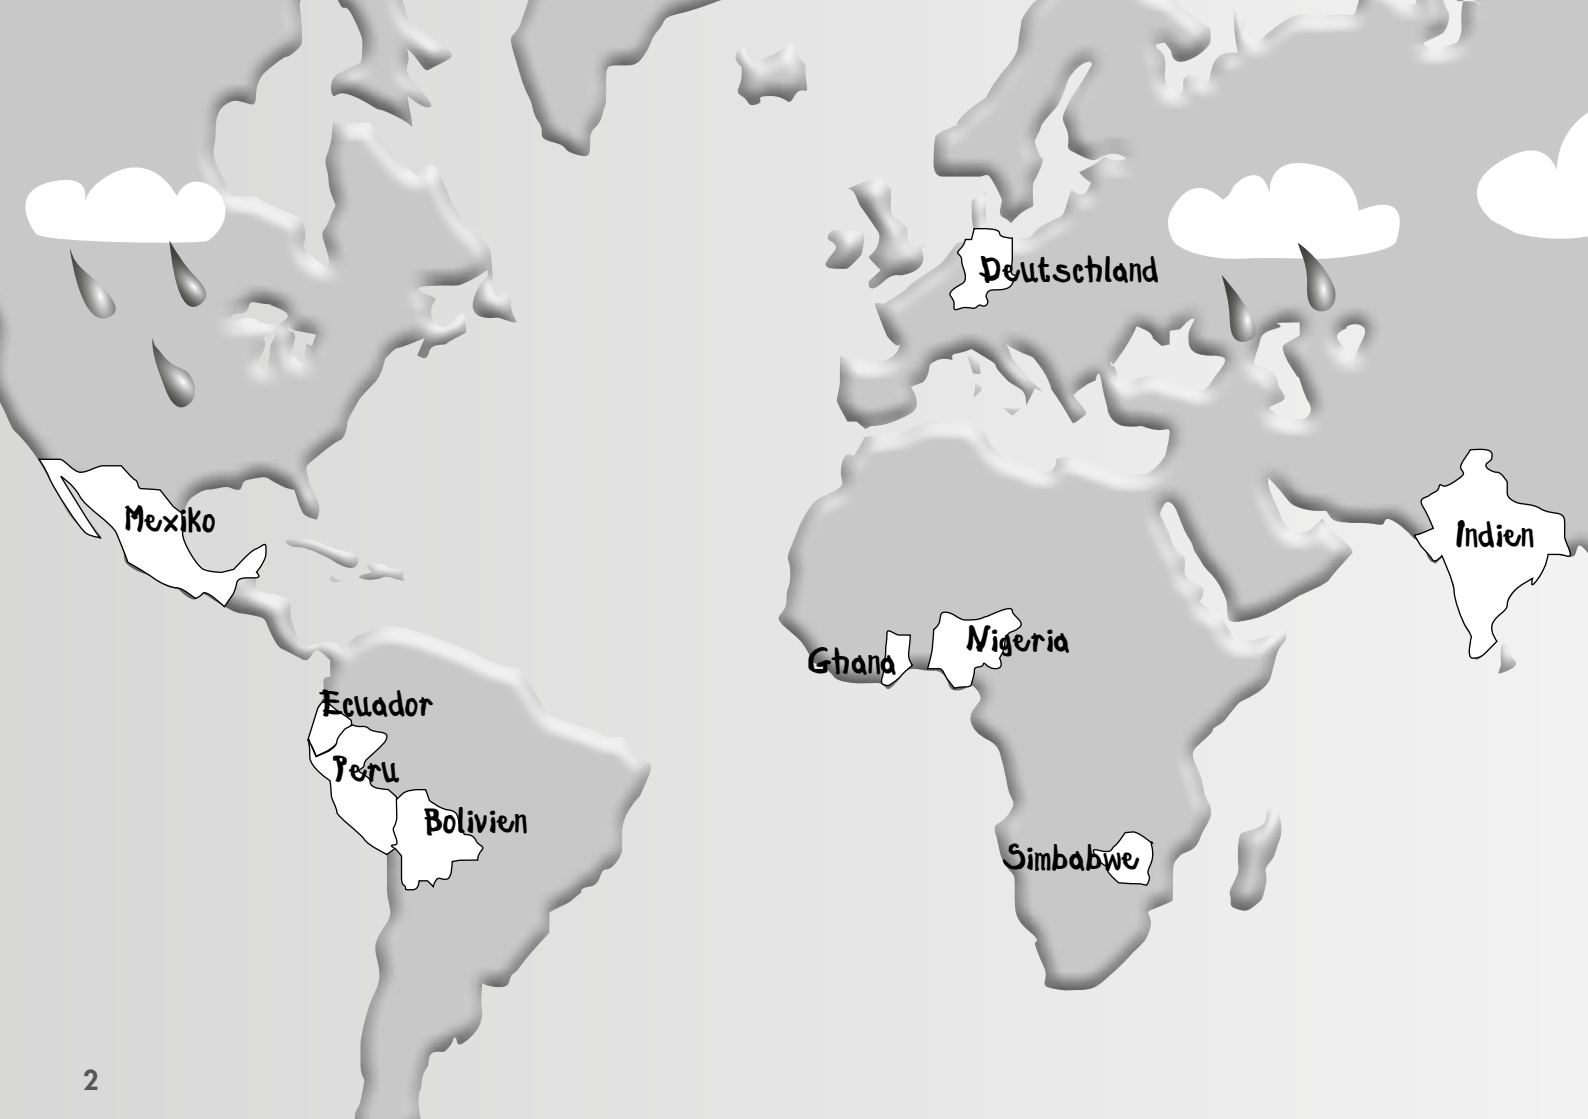 Deutschland
Mexiko
Indien
Nigeria
Ghana
Ecuador
Peru
Bolivien
Simbabwe
2